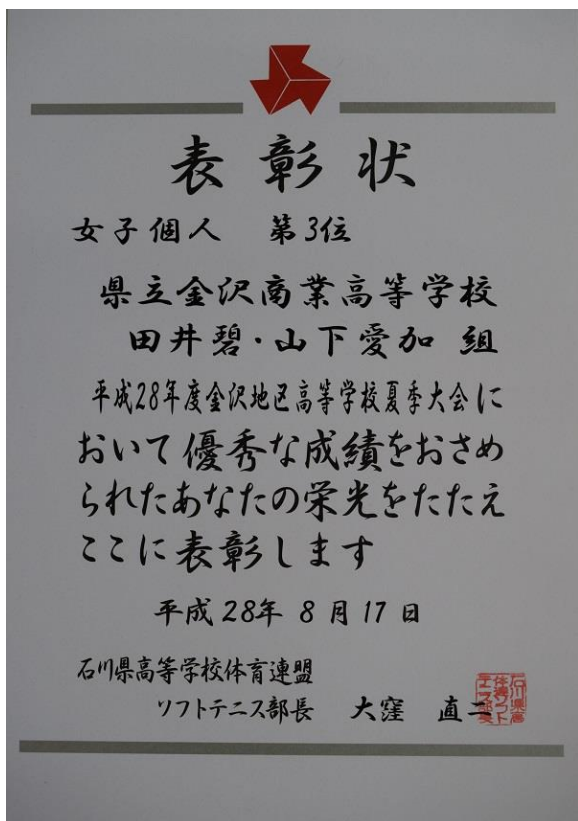 表彰状
女子個人 第3位
県立金沢商業高等学校
田井碧・山下愛加 組
平成28年度金沢地区高等学校夏季大会に
おいて優秀な成績をおさめ
られたあなたの栄光をたたえ
ここに表彰します
平成28年 8月17日
石川県高等学校体育連盟
ソフトテニス部長 大窪 直二